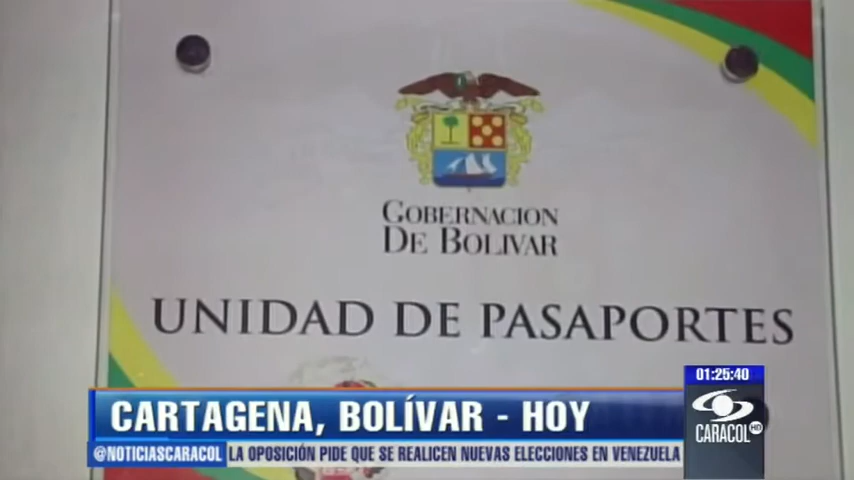 GOBERNACION
DE BOLIVAR
UNIDAD DE PASAPORTES
01:25:40
CARTAGENA, BOLÍVAR - HOY
CARACOL HD
@NOTICIASCARACOL LA OPOSICIÓN PIDE QUE SE REALICEN NUEVAS ELECCIONES EN VENEZUELA